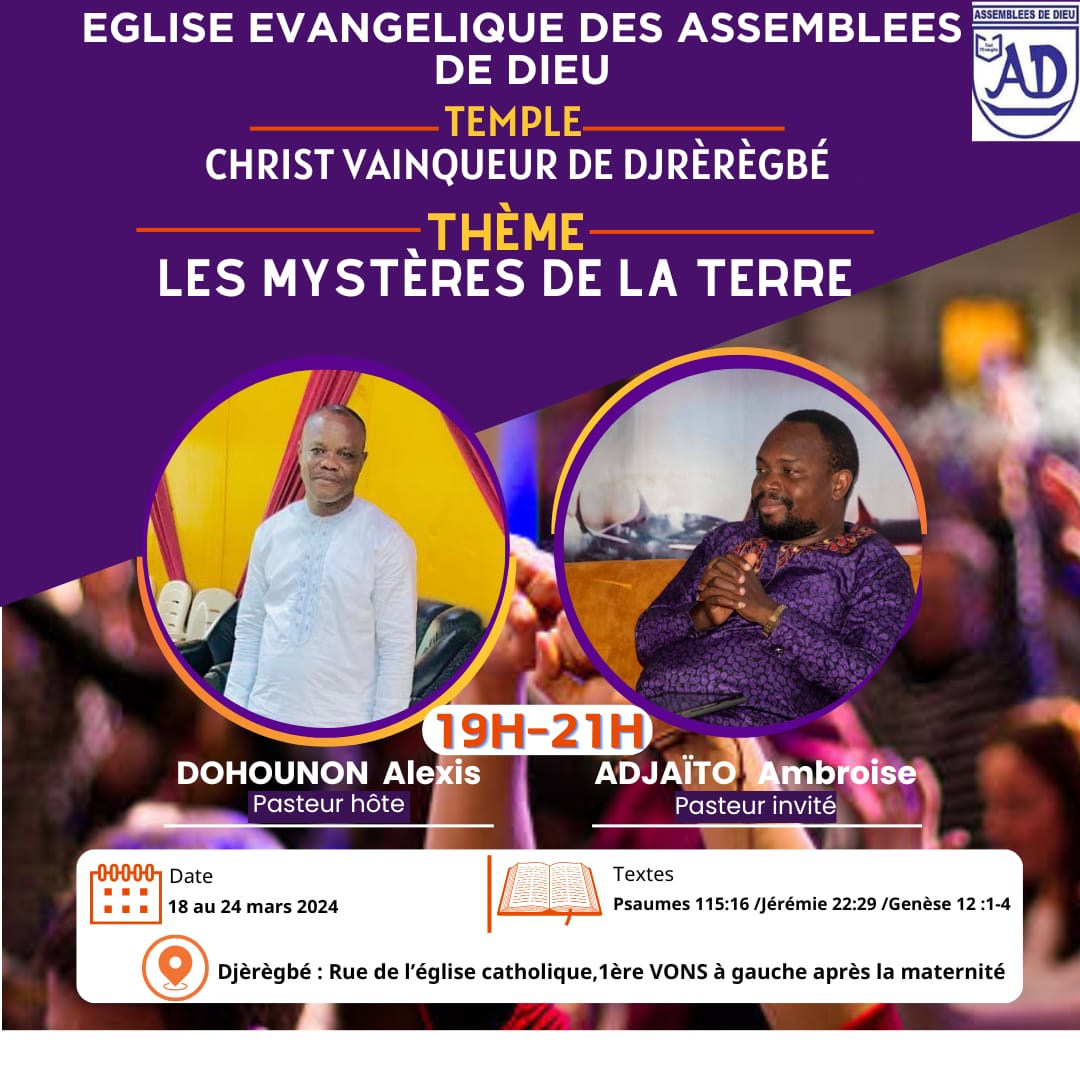 EGLISE EVANGELIQUE DES ASSEMBLEES
DE DIEU
ASSEMBLEES DE DIEU
Tout
l'Evangile
AD
TEMPLE
CHRIST VAINQUEUR DE DJRÈRÈGBÉ
THÈME
LES MYSTÈRES DE LA TERRE
19H-21H
DOHOUNON Alexis
Pasteur hôte
ADJAÏTO Ambroise
Pasteur invité
Date
18 au 24 mars 2024
Textes
Psaumes 115:16 /Jérémie 22:29 /Genèse 12 :1-4
Djèrègbé : Rue de l’église catholique,1ère VONS à gauche après la maternité